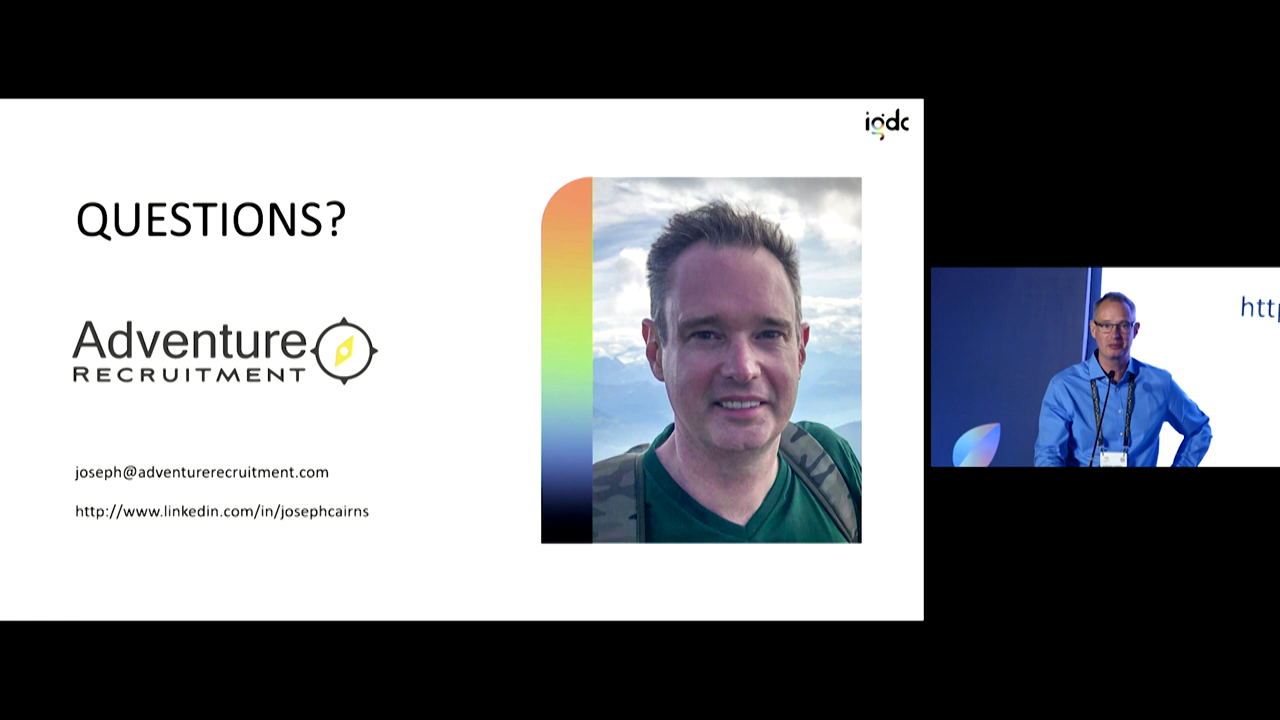 igdc
QUESTIONS?
Adventure
RECRUITMENT
joseph@adventurerecruitment.com
http://www.linkedin.com/in/josephcairns
http